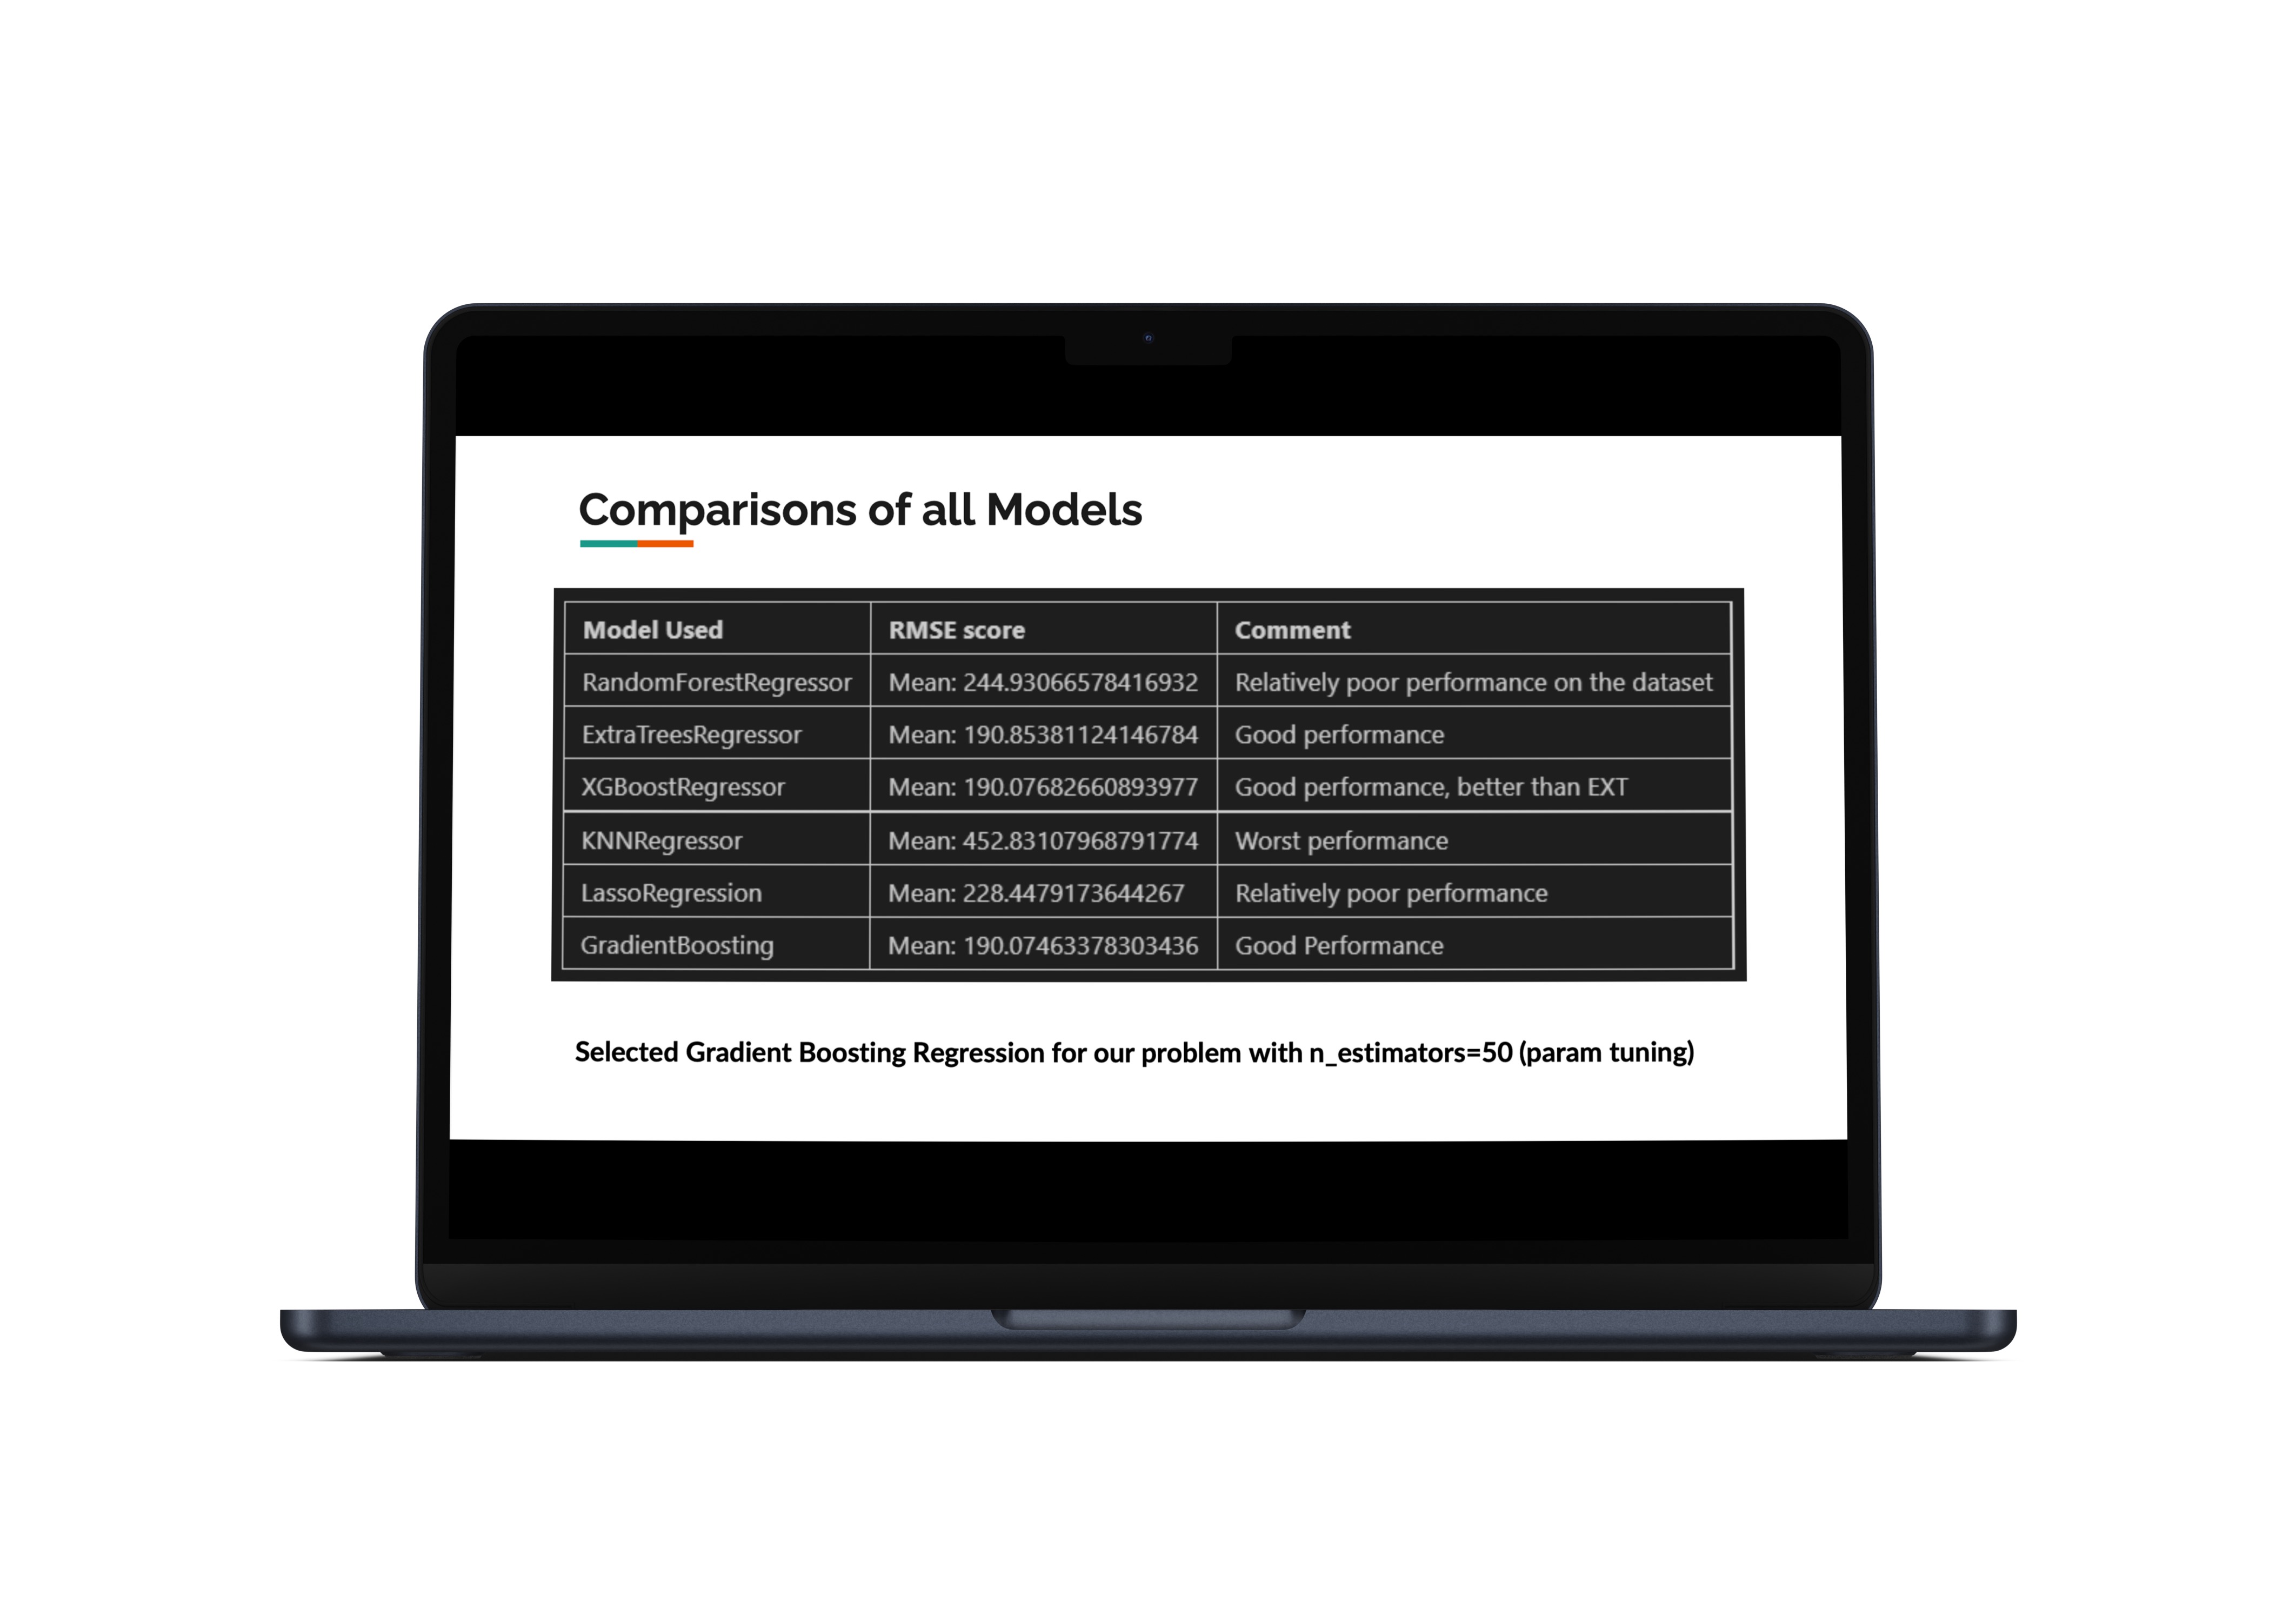 Comparisons of all Models
Model Used RMSE score Comment
RandomForestRegressor Mean: 244.93066578416932 Relatively poor performance on the dataset
ExtraTreesRegressor Mean: 190.85381124146784 Good performance
XGBoostRegressor Mean: 190.07682660893977 Good performance, better than EXT
KNNRegressor Mean: 452.83107968791774 Worst performance
LassoRegression Mean: 228.4479173644267 Relatively poor performance
GradientBoosting Mean: 190.07463378303436 Good Performance
Selected Gradient Boosting Regression for our problem with n_estimators=50 (param tuning)